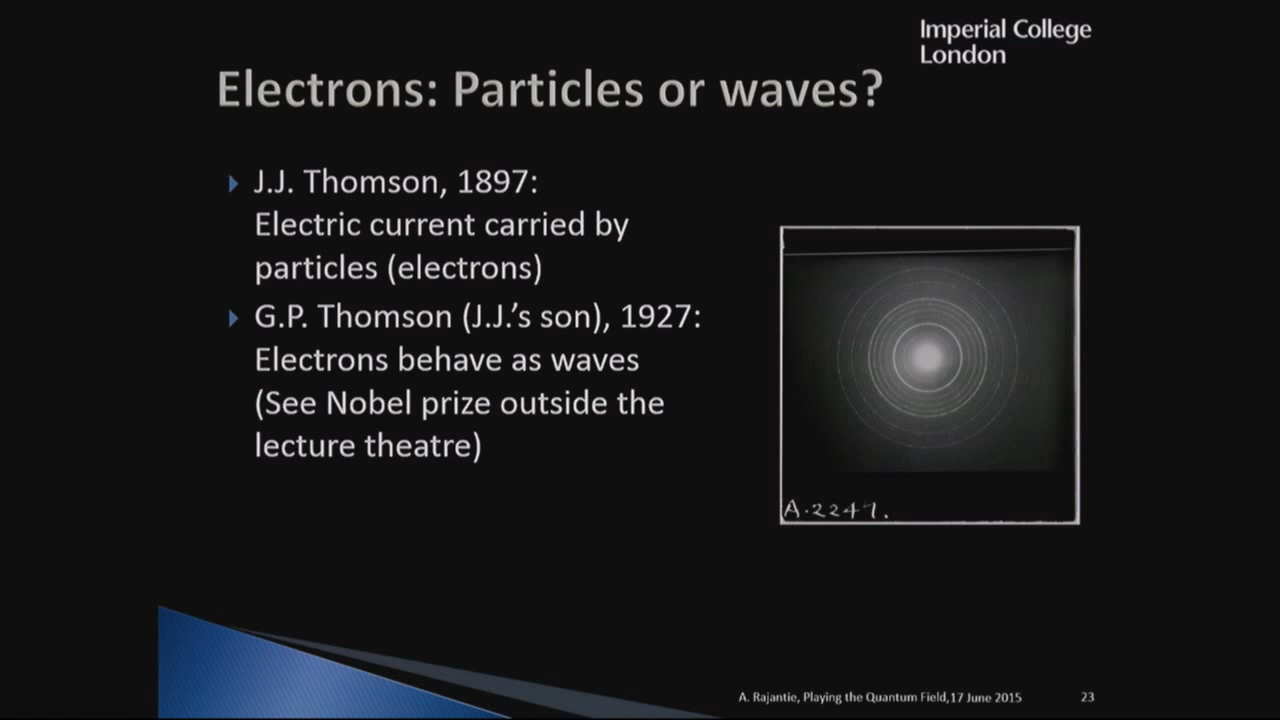 Imperial College
London
Electrons: Particles or waves?
J.J. Thomson, 1897:
Electric current carried by
particles (electrons)
G.P. Thomson (J.J.'s son), 1927:
Electrons behave as waves
(See Nobel prize outside the
lecture theatre)
A.2247.
A. Rajantie, Playing the Quantum Field,17 June 2015
23